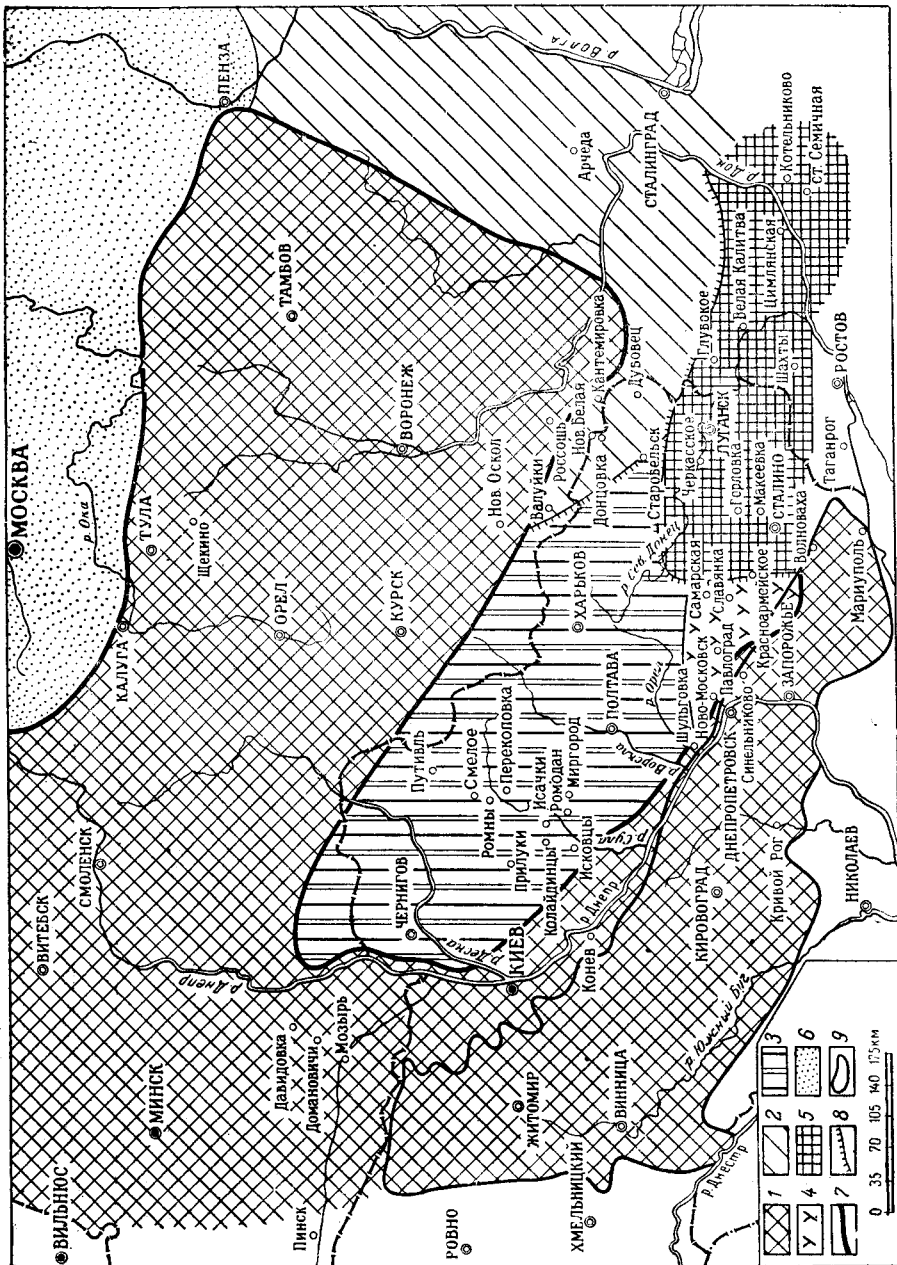 МОСКВА
р. Ока
ПЕНЗА
р. Волга
ВИЛЬНЮС
ВИТЕБСК
СМОЛЕНСК
КАЛУГА
ТУЛА
Щекино
ТАМБОВ
МИНСК
р. Днепр
ОРЕЛ
Давидовка
Домановичи
Мозырь
Пинск
КУРСК
ВОРОНЕЖ
ЧЕРНИГОВ
р. Десна
Путивль
Смелое
Ромны
Перекоповка
Прилуки
Исачки
Колайдинцы
Ромодан
Миргород
Исковцы
р. Сула
Нов. Оскол
Валуйки
Россошь
Нов. Белая
Кантемировка
Дубовец
Донцовка
Арчеда
СТАЛИНГРАД
р. Дон
РОВНО
ЖИТОМИР
КИЕВ
р. Днепр
Канев
ХМЕЛЬНИЦКИЙ
ВИННИЦА
р. Южный Буг
р. Днестр
ХАРЬКОВ
ПОЛТАВА
р. Ворскла
р. Орель
р. сев. Донец
Старобельск
Шульговка
Ново-Московск
Самарская
Славянка
Павлоград
ДНЕПРОПЕТРОВСК
Синельниково
Красноармейское
ЗАПОРОЖЬЕ
Черкасское
ЛУГАНСК
Горловка
Макеевка
СТАЛИНО
Волноваха
Глубокое
Белая Калитва
Цимлянская
Шахты
Котельниково
ст. Семичная
РОСТОВ
Таганрог
Мариуполь
КИРОВОГРАД
Кривой Рог
НИКОЛАЕВ
1 2 3
4 5 6
7 8 9
0 35 70 105 140 175км